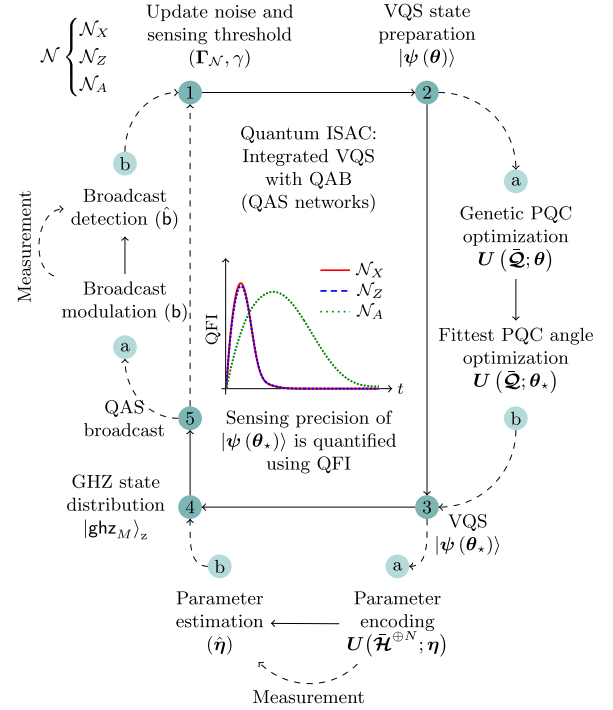 Update noise and
sensing threshold
(𝚪_𝒩, γ)
VQS state
preparation
|𝝍 (𝜽)⟩
𝒩 { 𝒩_X
𝒩_Z
𝒩_A
1
2
b
a
Quantum ISAC:
Integrated VQS
with QAB
(QAS networks)
Measurement
Broadcast
detection (b̂)
Broadcast
modulation (b)
a
Genetic PQC
optimization
𝑼 (𝓠̄; 𝜽)
Fittest PQC angle
optimization
𝑼 (𝓠̄; 𝜽⋆)
b
QFI
𝒩_X
𝒩_Z
𝒩_A
t
QAS
broadcast
5
Sensing precision of
|𝝍 (𝜽⋆)⟩ is quantified
using QFI
GHZ state
distribution
|ghz_M⟩_z
4
3
VQS
|𝝍 (𝜽⋆)⟩
b
a
Parameter
estimation
(𝜼̂)
Parameter
encoding
𝑼(𝓗̄^{⊕N}; 𝜼)
Measurement